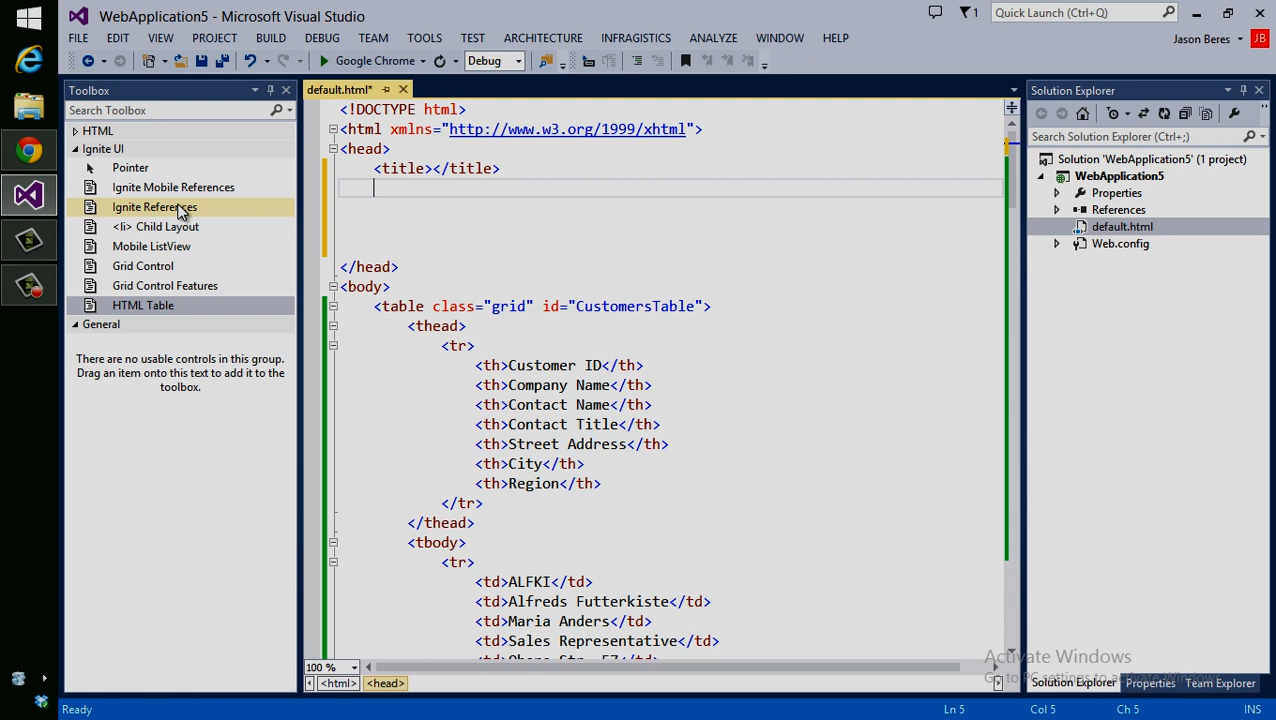 WebApplication5 - Microsoft Visual Studio
1
Quick Launch (Ctrl+Q)
FILE EDIT VIEW PROJECT BUILD DEBUG TEAM TOOLS TEST ARCHITECTURE INFRAGISTICS ANALYZE WINDOW HELP
Jason Beres JB
Google Chrome Debug
Toolbox
Search Toolbox
HTML
Ignite UI
Pointer
Ignite Mobile References
Ignite References
<li> Child Layout
Mobile ListView
Grid Control
Grid Control Features
HTML Table
General
There are no usable controls in this group.
Drag an item onto this text to add it to the
toolbox.
default.html*
<!DOCTYPE html>
<html xmlns="http://www.w3.org/1999/xhtml">
<head>
<title></title>
</head>
<body>
<table class="grid" id="CustomersTable">
<thead>
<tr>
<th>Customer ID</th>
<th>Company Name</th>
<th>Contact Name</th>
<th>Contact Title</th>
<th>Street Address</th>
<th>City</th>
<th>Region</th>
</tr>
</thead>
<tbody>
<tr>
<td>ALFKI</td>
<td>Alfreds Futterkiste</td>
<td>Maria Anders</td>
<td>Sales Representative</td>
100 %
<html> <head>
Solution Explorer
Search Solution Explorer (Ctrl+;)
Solution 'WebApplication5' (1 project)
WebApplication5
Properties
References
default.html
Web.config
Activate Windows
Go to PC settings to activate Windows.
Solution Explorer Properties Team Explorer
Ready Ln 5 Col 5 Ch 5 INS